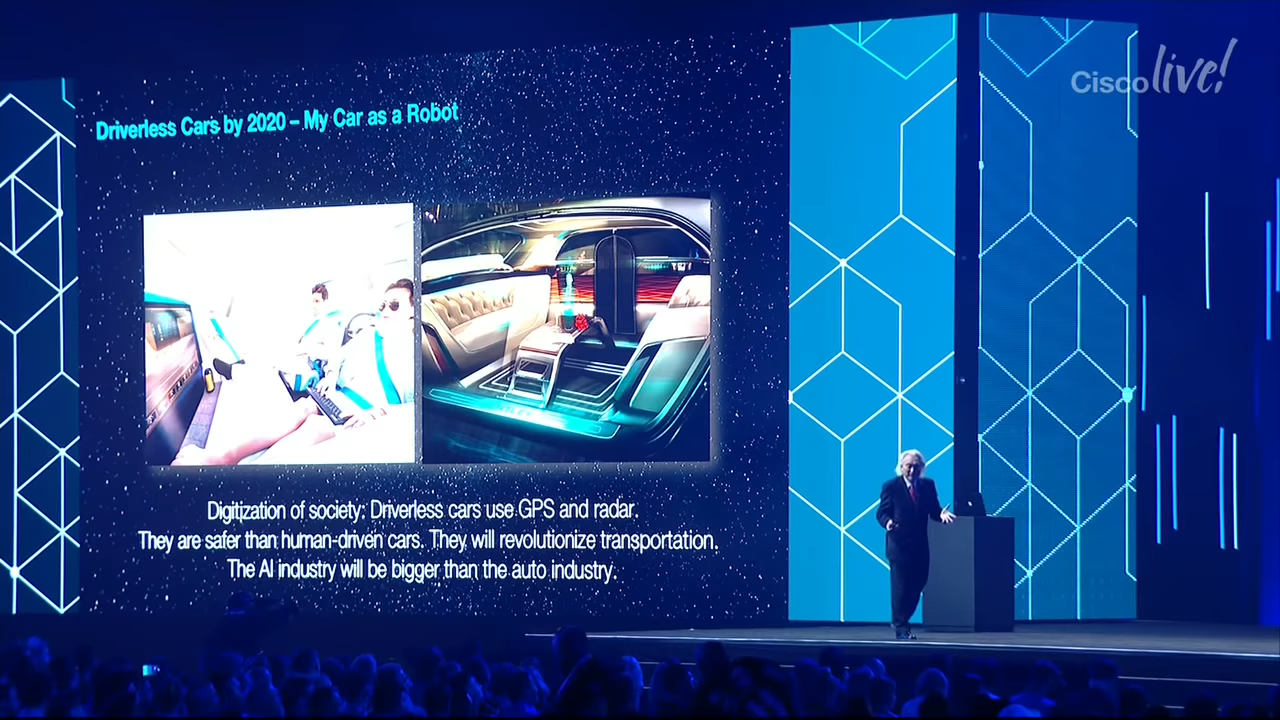 Cisco live!
Driverless Cars by 2020 – My Car as a Robot
Digitization of society: Driverless cars use GPS and radar.
They are safer than human-driven cars. They will revolutionize transportation.
The AI industry will be bigger than the auto industry.